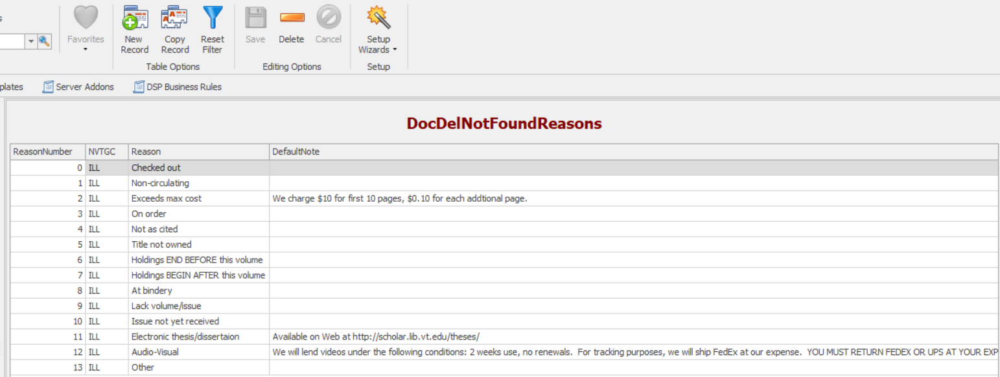 s
Favorites
New Record
Copy Record
Reset Filter
Save
Delete
Cancel
Setup Wizards
Table Options
Editing Options
Setup
plates Server Addons DSP Business Rules
DocDelNotFoundReasons
ReasonNumber NVTGC Reason DefaultNote
0 ILL Checked out
1 ILL Non-circulating
2 ILL Exceeds max cost We charge $10 for first 10 pages, $0.10 for each addtional page.
3 ILL On order
4 ILL Not as cited
5 ILL Title not owned
6 ILL Holdings END BEFORE this volume
7 ILL Holdings BEGIN AFTER this volume
8 ILL At bindery
9 ILL Lack volume/issue
10 ILL Issue not yet received
11 ILL Electronic thesis/dissertaion Available on Web at http://scholar.lib.vt.edu/theses/
12 ILL Audio-Visual We will lend videos under the following conditions: 2 weeks use, no renewals. For tracking purposes, we will ship FedEx at our expense. YOU MUST RETURN FEDEX OR UPS AT YOUR EXP
13 ILL Other